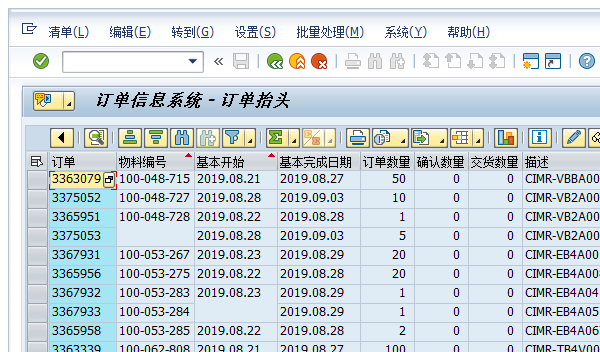 清单(L) 编辑(E) 转到(G) 设置(S) 批量处理(M) 系统(Y) 帮助(H)
订单信息系统 - 订单抬头
订单 物料编号 基本开始 基本完成日期 订单数量 确认数量 交货数量 描述
3363079 100-048-715 2019.08.21 2019.08.27 50 0 0 CIMR-VBBA00
3375052 100-048-727 2019.08.28 2019.09.03 10 0 0 CIMR-VB2A00
3365951 100-048-728 2019.08.22 2019.08.28 1 0 0 CIMR-VB2A00
3375053 2019.08.28 2019.09.03 5 0 0 CIMR-VB2A00
3367931 100-053-267 2019.08.23 2019.08.29 20 0 0 CIMR-EB4A00
3365956 100-053-275 2019.08.22 2019.08.28 20 0 0 CIMR-EB4A00
3367932 100-053-283 2019.08.23 2019.08.29 1 0 0 CIMR-EB4A04
3367933 100-053-284 2019.08.29 1 0 0 CIMR-EB4A05
3365958 100-053-285 2019.08.22 2019.08.28 2 0 0 CIMR-EB4A06
3363339 100-062-808 2019.08.21 2019.08.27 100 0 0 CIMR-TB4V00